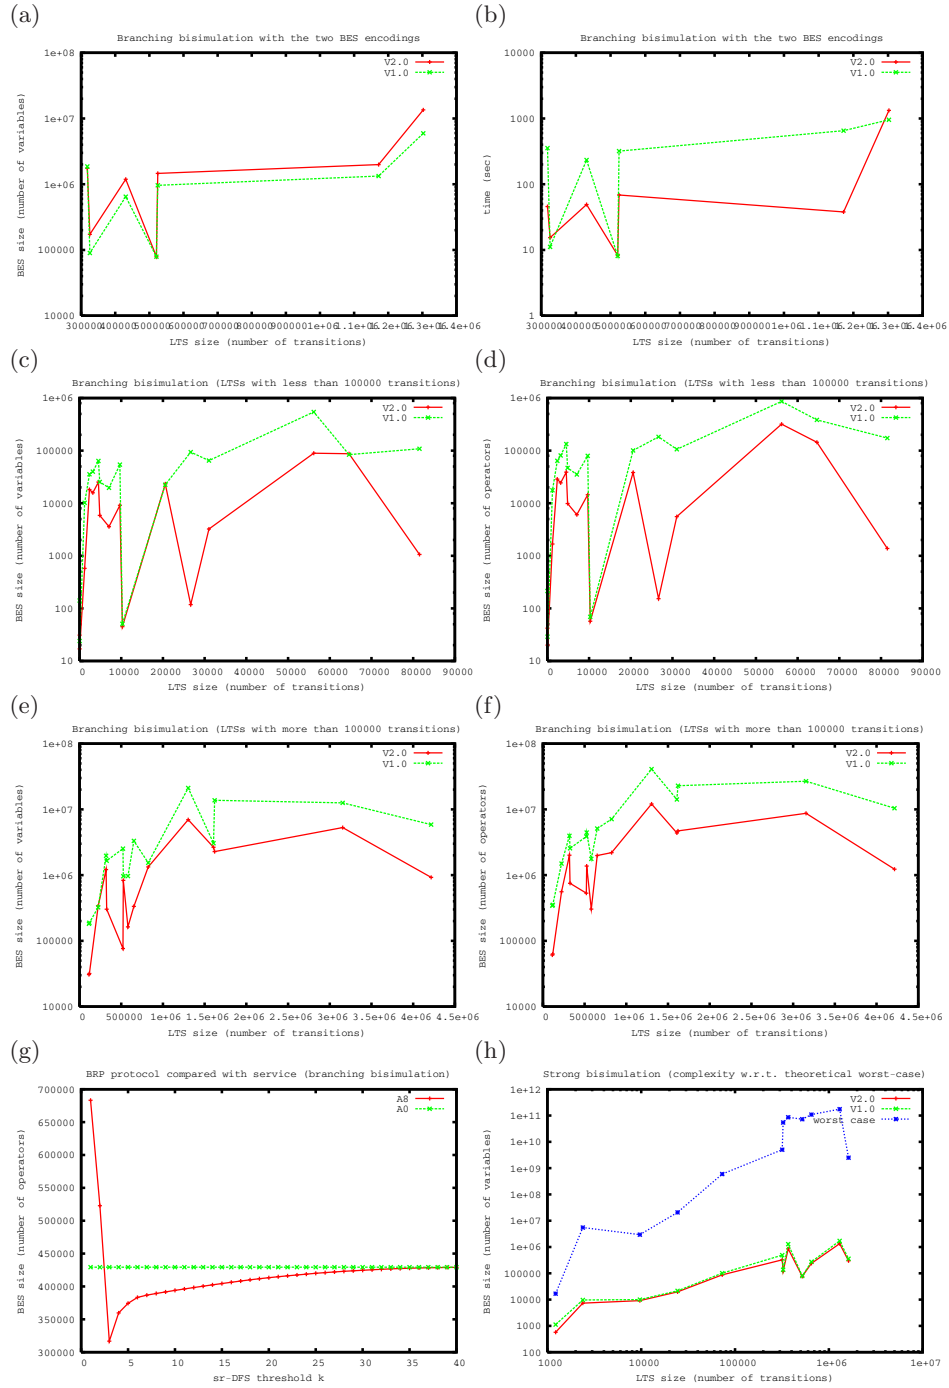 (a)
Branching bisimulation with the two BES encodings
1e+08
1e+07
1e+06
100000
10000
BES size (number of variables)
V2.0
V1.0
300000 400000 500000 600000 700000 800000 900000 1e+06 1.1e+06 1.2e+06 1.3e+06 1.4e+06
LTS size (number of transitions)
(b)
Branching bisimulation with the two BES encodings
10000
1000
100
10
1
time (sec)
V2.0
V1.0
300000 400000 500000 600000 700000 800000 900000 1e+06 1.1e+06 1.2e+06 1.3e+06 1.4e+06
LTS size (number of transitions)
(c)
Branching bisimulation (LTSs with less than 100000 transitions)
1e+06
100000
10000
1000
100
10
BES size (number of variables)
V2.0
V1.0
0 10000 20000 30000 40000 50000 60000 70000 80000 90000
LTS size (number of transitions)
(d)
Branching bisimulation (LTSs with less than 100000 transitions)
1e+06
100000
10000
1000
100
10
BES size (number of operators)
V2.0
V1.0
0 10000 20000 30000 40000 50000 60000 70000 80000 90000
LTS size (number of transitions)
(e)
Branching bisimulation (LTSs with more than 100000 transitions)
1e+08
1e+07
1e+06
100000
10000
BES size (number of variables)
V2.0
V1.0
0 500000 1e+06 1.5e+06 2e+06 2.5e+06 3e+06 3.5e+06 4e+06 4.5e+06
LTS size (number of transitions)
(f)
Branching bisimulation (LTSs with more than 100000 transitions)
1e+08
1e+07
1e+06
100000
10000
BES size (number of operators)
V2.0
V1.0
0 500000 1e+06 1.5e+06 2e+06 2.5e+06 3e+06 3.5e+06 4e+06 4.5e+06
LTS size (number of transitions)
(g)
BRP protocol compared with service (branching bisimulation)
700000
650000
600000
550000
500000
450000
400000
350000
300000
BES size (number of operators)
A8
A0
0 5 10 15 20 25 30 35 40
sr-DFS threshold k
(h)
Strong bisimulation (complexity w.r.t. theoretical worst-case)
1e+12
1e+11
1e+10
1e+09
1e+08
1e+07
1e+06
100000
10000
1000
100
BES size (number of variables)
V2.0
V1.0
worst case
1000 10000 100000 1e+06 1e+07
LTS size (number of transitions)